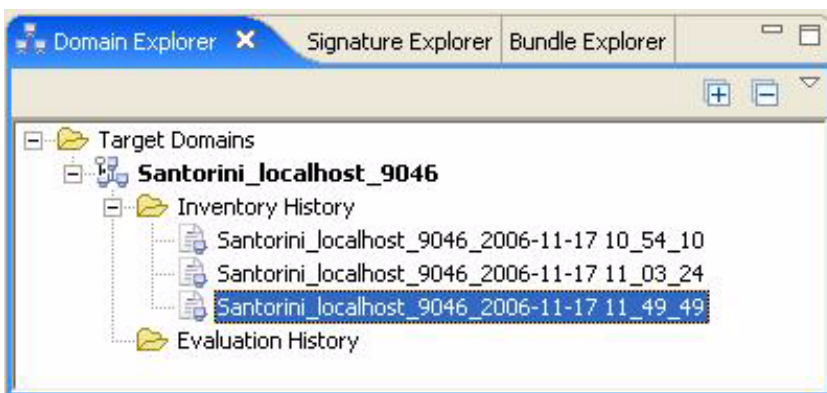 Domain Explorer Signature Explorer Bundle Explorer
Target Domains
Santorini_localhost_9046
Inventory History
Santorini_localhost_9046_2006-11-17 10_54_10
Santorini_localhost_9046_2006-11-17 11_03_24
Santorini_localhost_9046_2006-11-17 11_49_49
Evaluation History